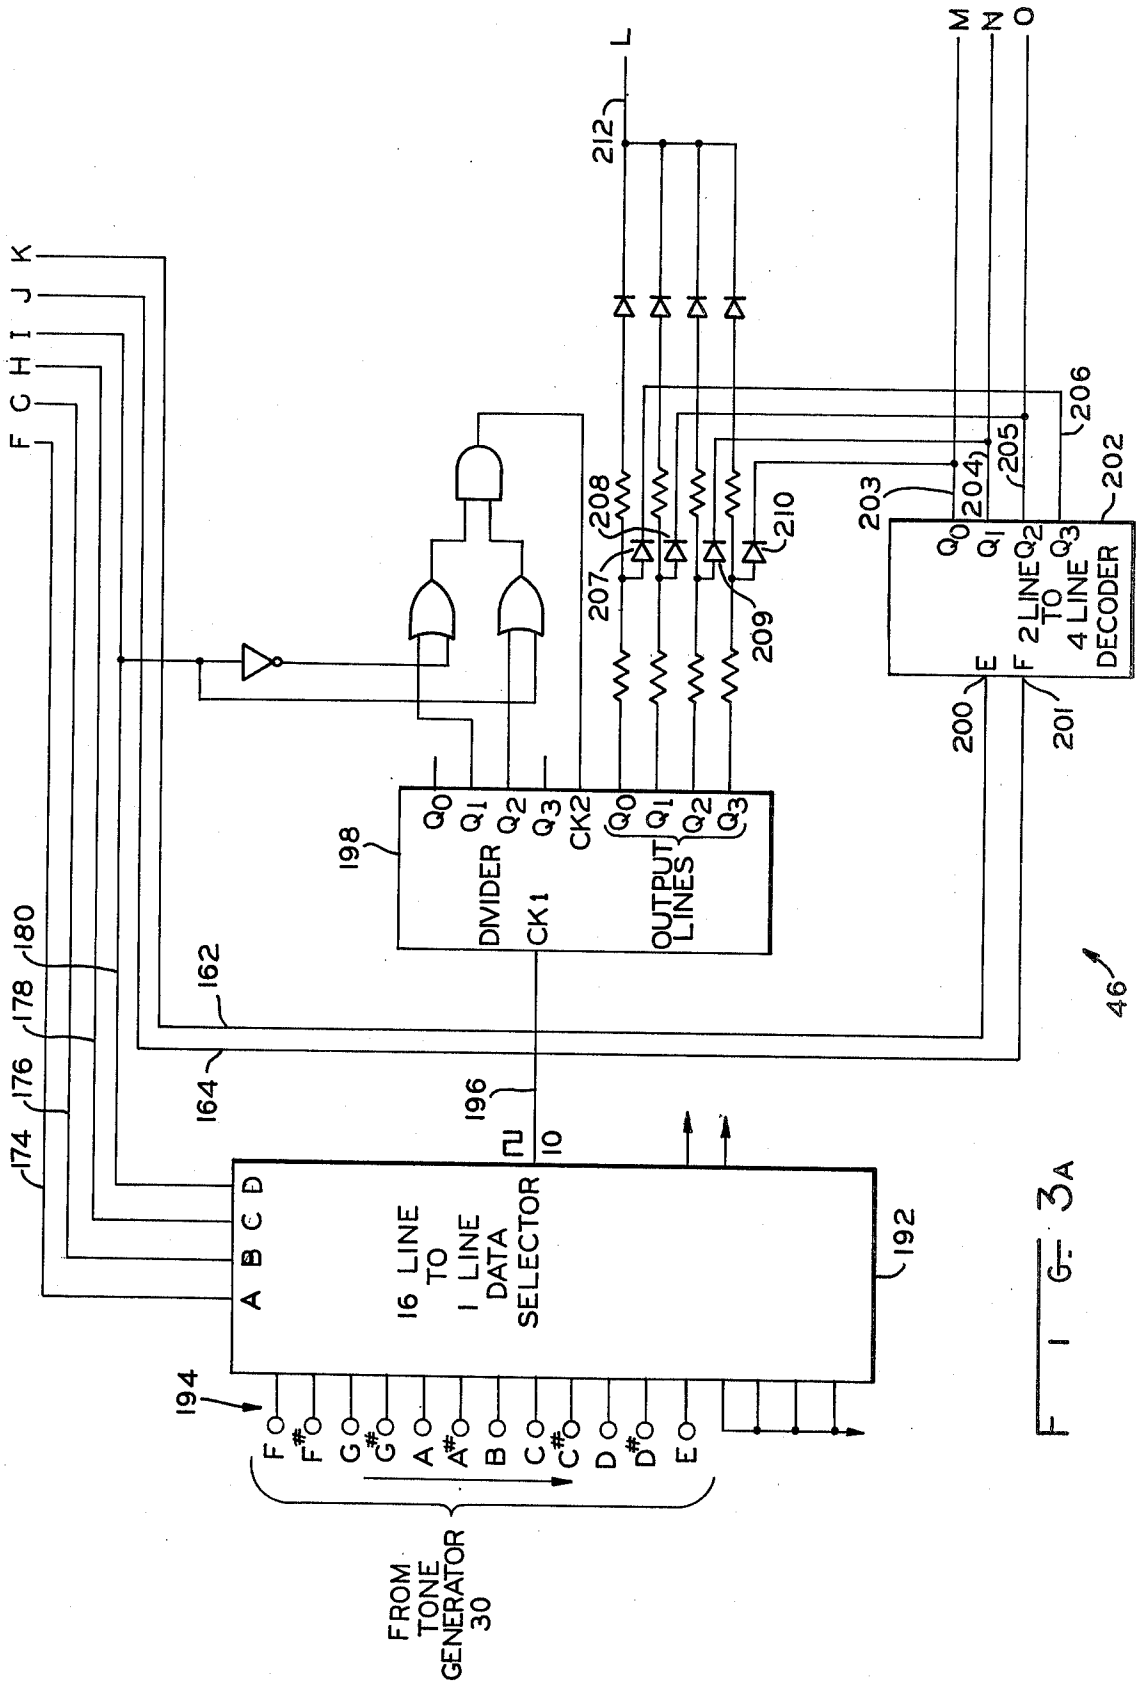 F G H I J K
174
176
178
180
164
162
194
F
F#
G
G#
A
A#
B
C
C#
D
D#
E
FROM
TONE
GENERATOR
30
A B C D
16 LINE
TO
1 LINE
DATA
SELECTOR
10
192
196
198
DIVIDER
CK1
Q0
Q1
Q2
Q3
CK2
OUTPUT
LINES
Q0
Q1
Q2
Q3
207
208
209
210
212
L
200
201
E
F
2 LINE
TO
4 LINE
DECODER
Q0
Q1
Q2
Q3
202
203
204
205
206
M
N
O
46
FIG. 3A